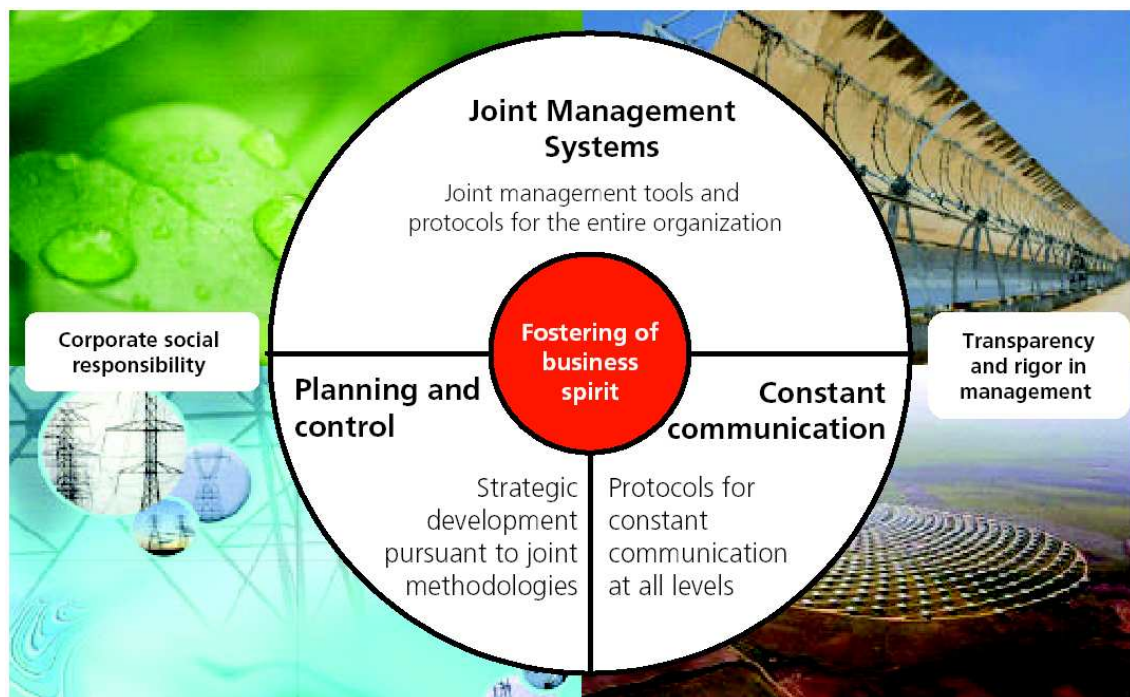 Joint Management
Systems
Joint management tools and
protocols for the entire organization
Corporate social
responsibility
Fostering of
business
spirit
Transparency
and rigor in
management
Planning and
control
Constant
communication
Strategic
development
pursuant to joint
methodologies
Protocols for
constant
communication
at all levels